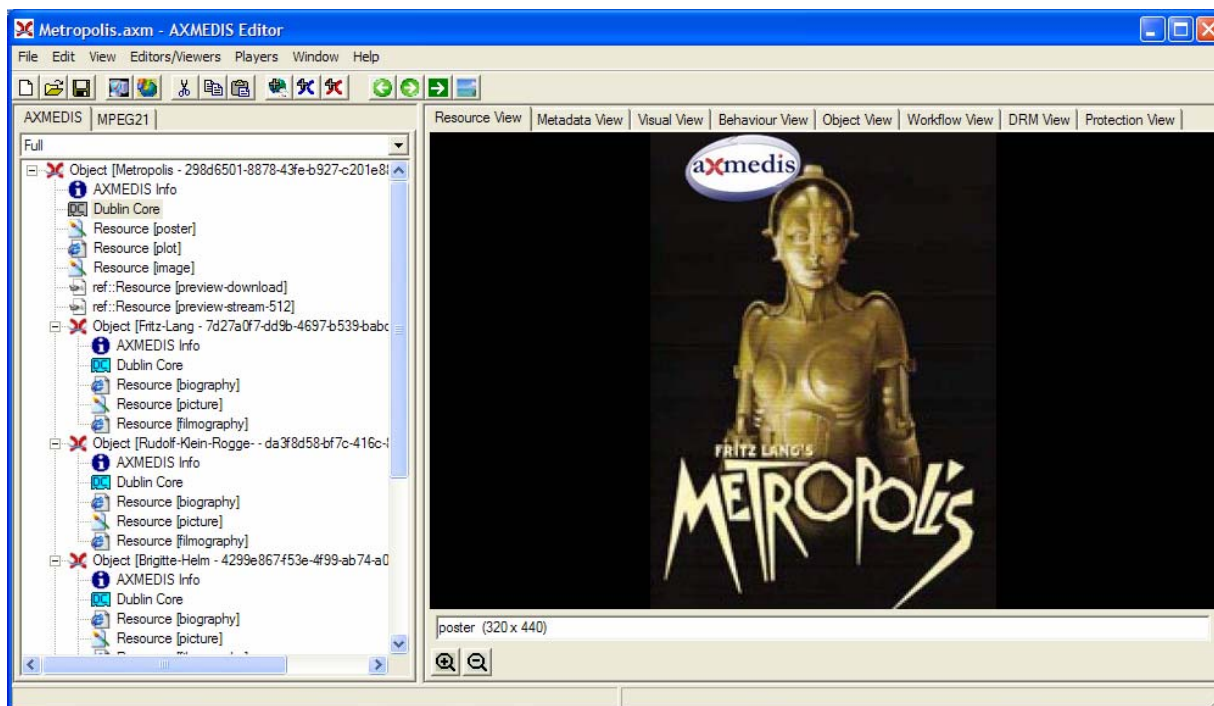 Metropolis.axm - AXMEDIS Editor
File Edit View Editors/Viewers Players Window Help
AXMEDIS MPEG21
Full
Object [Metropolis - 298d6501-8878-43fe-b927-c201e8
AXMEDIS Info
Dublin Core
Resource [poster]
Resource [plot]
Resource [image]
ref::Resource [preview-download]
ref::Resource [preview-stream-512]
Object [Fritz-Lang - 7d27a0f7-dd9b-4697-b539-babc
AXMEDIS Info
Dublin Core
Resource [biography]
Resource [picture]
Resource [filmography]
Object [Rudolf-Klein-Rogge- - da3f8d58-bf7c-416c-
AXMEDIS Info
Dublin Core
Resource [biography]
Resource [picture]
Resource [filmography]
Object [Brigitte-Helm - 4299e867-f53e-4f99-ab74-a0
AXMEDIS Info
Dublin Core
Resource [biography]
Resource [picture]
Resource View Metadata View Visual View Behaviour View Object View Workflow View DRM View Protection View
axmedis
FRITZ LANG'S
METROPOLIS
poster (320 x 440)